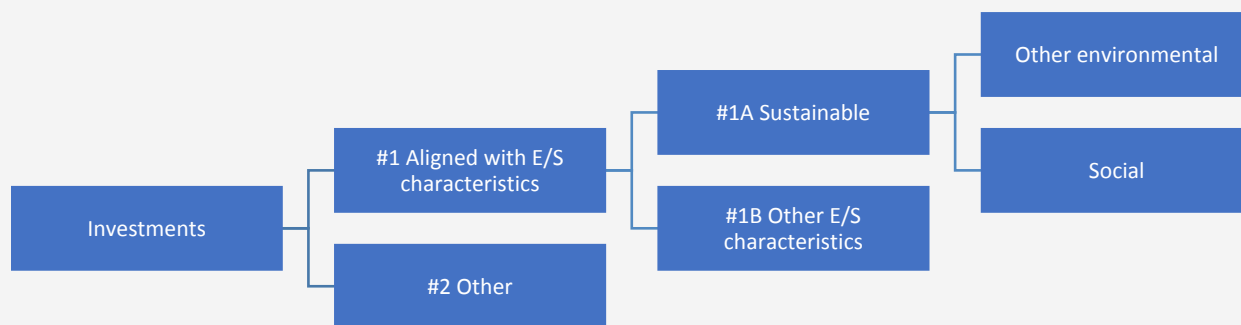 Other environmental
#1A Sustainable
#1 Aligned with E/S
characteristics
Social
Investments
#1B Other E/S
characteristics
#2 Other